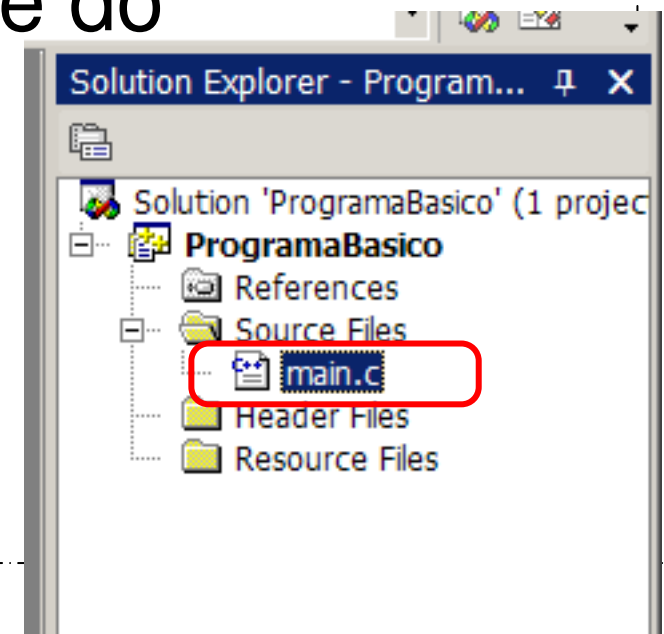 e do
Solution Explorer - Program...
Solution 'ProgramaBasico' (1 projec
ProgramaBasico
References
Source Files
main.c
Header Files
Resource Files